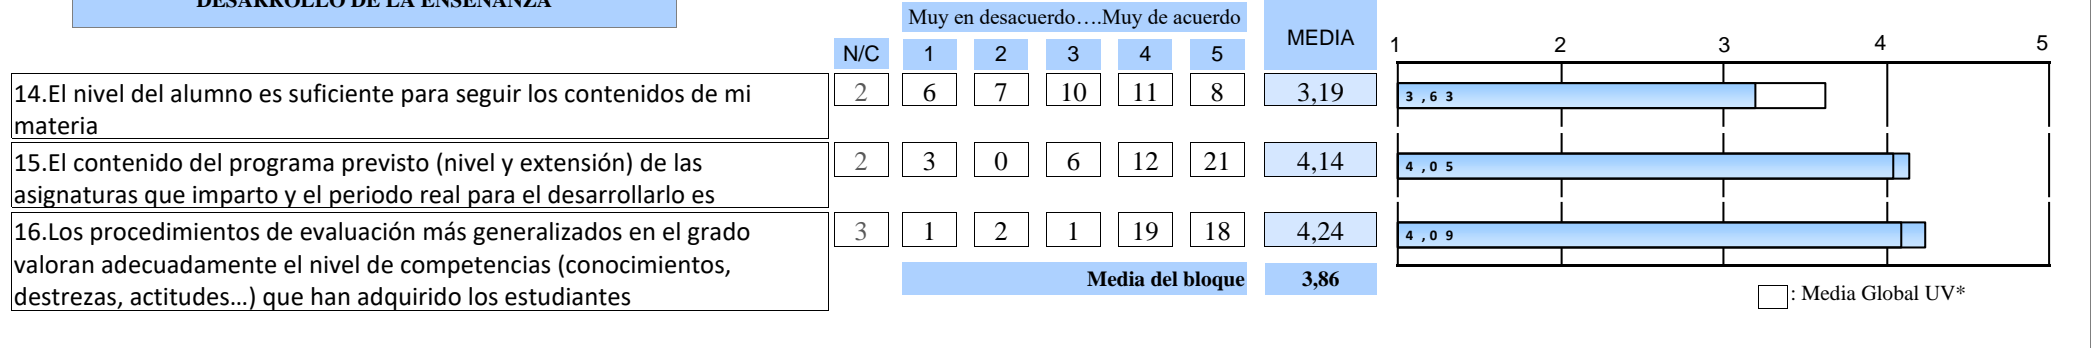 DESARROLLO DE LA ENSEÑANZA
Muy en desacuerdo….Muy de acuerdo
MEDIA
N/C 1 2 3 4 5
1 2 3 4 5
14.El nivel del alumno es suficiente para seguir los contenidos de mi
materia
2 6 7 10 11 8 3,19
3,63
15.El contenido del programa previsto (nivel y extensión) de las
asignaturas que imparto y el periodo real para el desarrollarlo es
2 3 0 6 12 21 4,14
4,05
16.Los procedimientos de evaluación más generalizados en el grado
valoran adecuadamente el nivel de competencias (conocimientos,
destrezas, actitudes…) que han adquirido los estudiantes
3 1 2 1 19 18 4,24
4,09
Media del bloque 3,86
: Media Global UV*